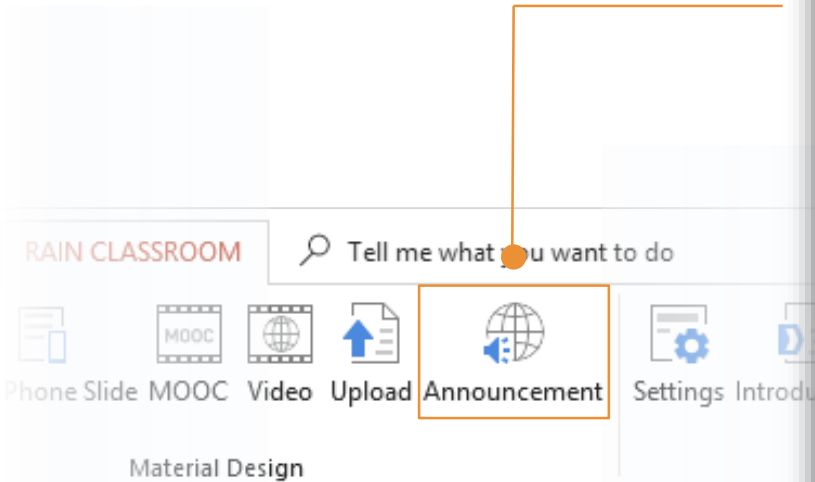 RAIN CLASSROOM Tell me what you want to do
MOOC
Phone Slide MOOC Video Upload Announcement Settings
Material Design